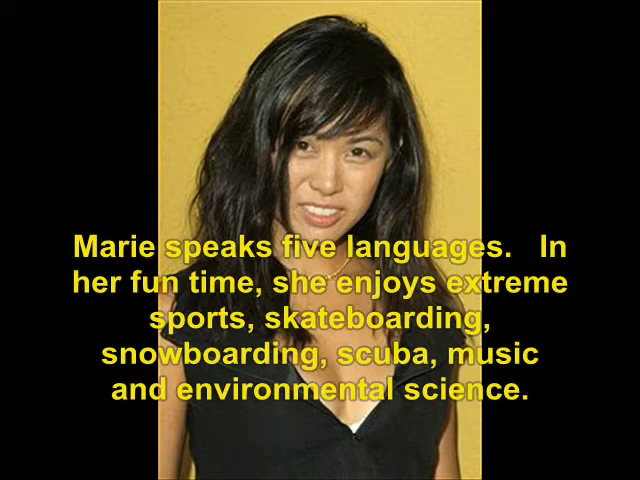 Marie speaks five languages.   In
her fun time, she enjoys extreme
sports, skateboarding,
snowboarding, scuba, music
and environmental science.